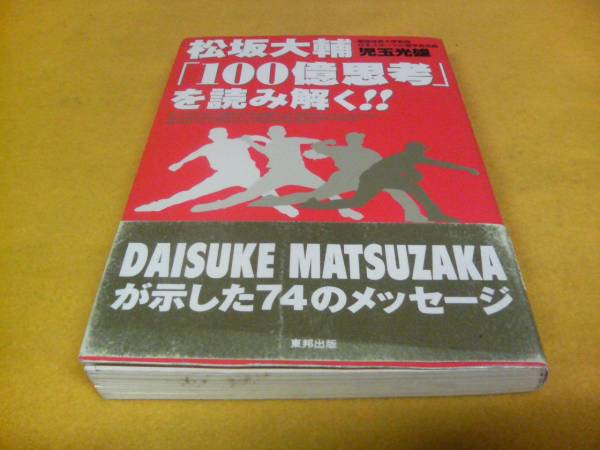 松坂大輔
児玉光雄
「100億思考」
を読み解く!!
DAISUKE MATSUZAKA
が示した74のメッセージ
東邦出版